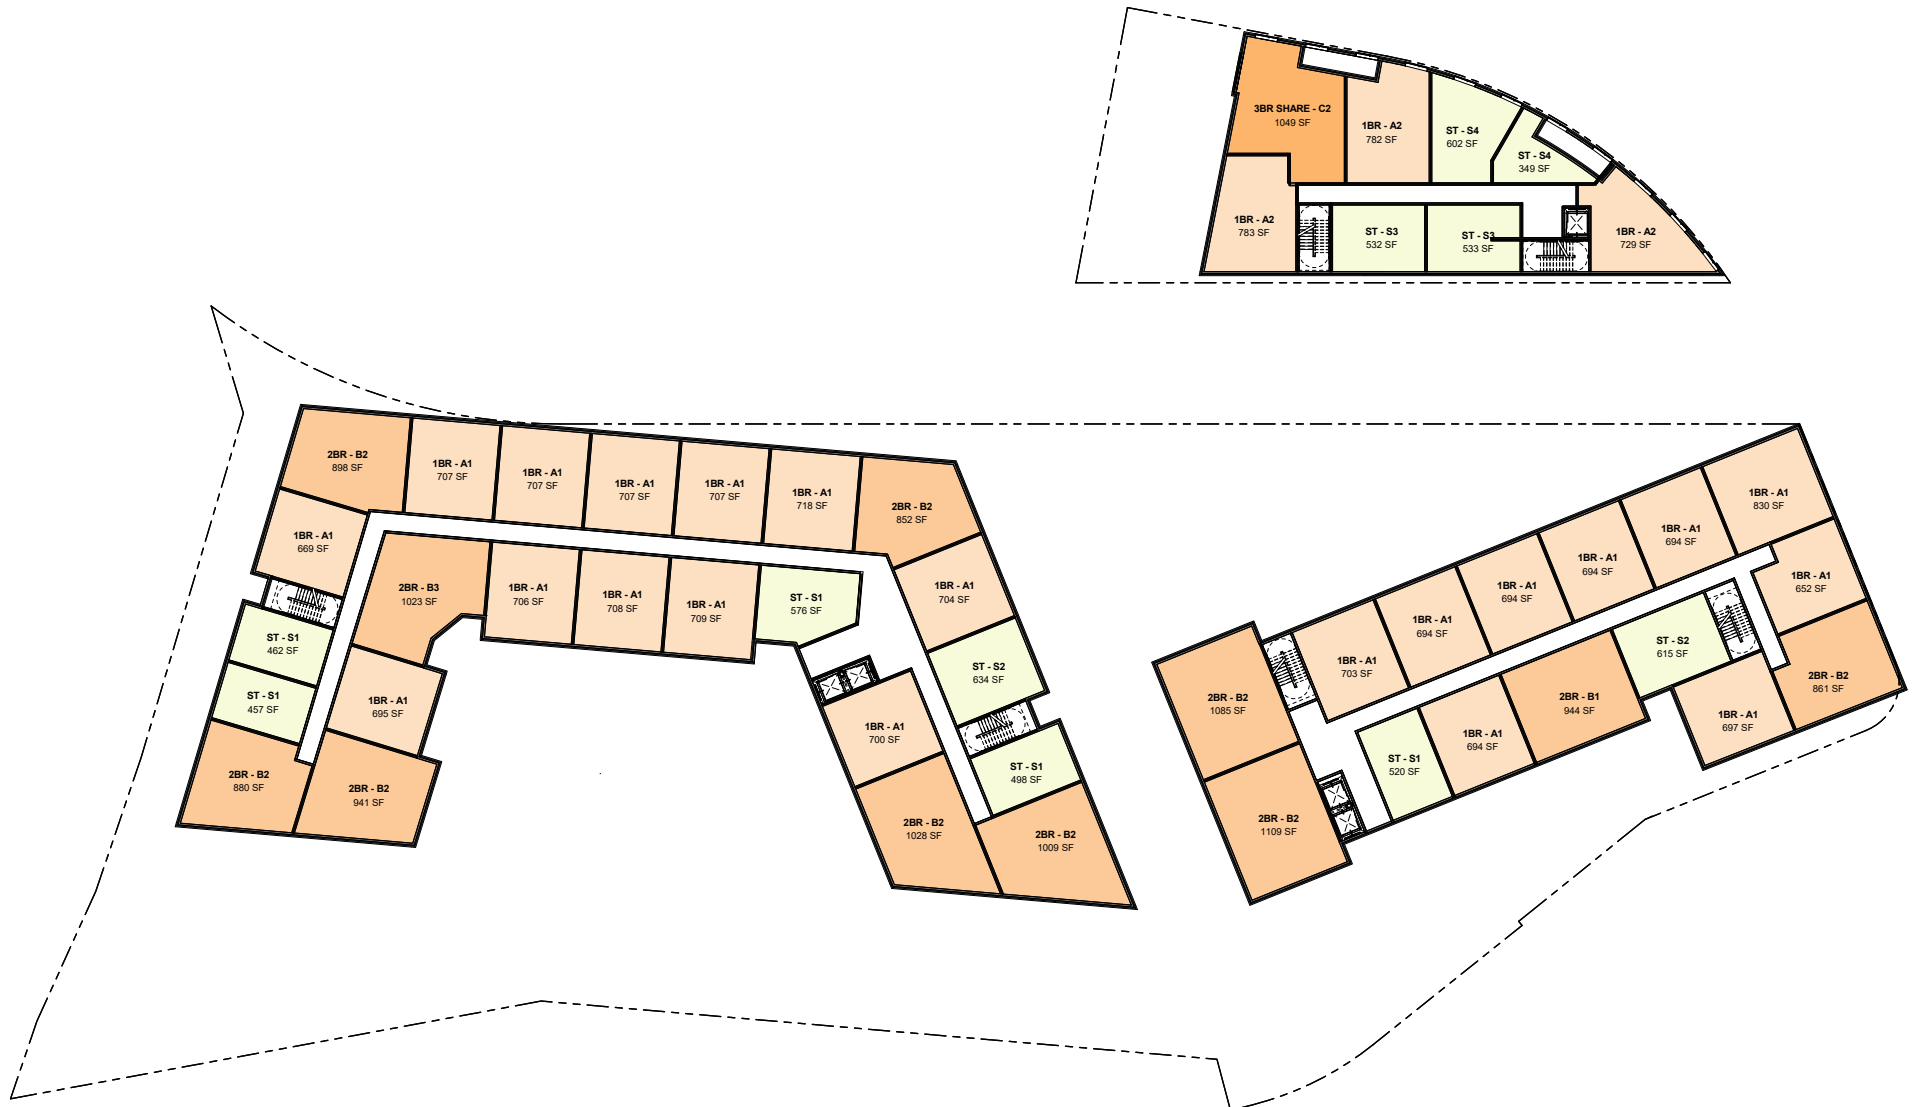 3BR SHARE - C2
1049 SF
1BR - A2
782 SF
ST - S4
602 SF
ST - S4
349 SF
1BR - A2
783 SF
ST - S3
532 SF
ST - S3
533 SF
1BR - A2
729 SF
2BR - B2
898 SF
1BR - A1
707 SF
1BR - A1
707 SF
1BR - A1
707 SF
1BR - A1
707 SF
1BR - A1
718 SF
2BR - B2
852 SF
1BR - A1
669 SF
2BR - B3
1023 SF
1BR - A1
706 SF
1BR - A1
708 SF
1BR - A1
709 SF
ST - S1
576 SF
1BR - A1
704 SF
ST - S1
462 SF
ST - S2
634 SF
ST - S1
457 SF
1BR - A1
695 SF
1BR - A1
700 SF
2BR - B2
880 SF
2BR - B2
941 SF
ST - S1
498 SF
2BR - B2
1028 SF
2BR - B2
1009 SF
1BR - A1
830 SF
1BR - A1
694 SF
1BR - A1
694 SF
1BR - A1
694 SF
1BR - A1
694 SF
1BR - A1
703 SF
1BR - A1
652 SF
ST - S2
615 SF
2BR - B2
861 SF
2BR - B2
1085 SF
2BR - B1
944 SF
1BR - A1
697 SF
1BR - A1
694 SF
ST - S1
520 SF
2BR - B2
1109 SF